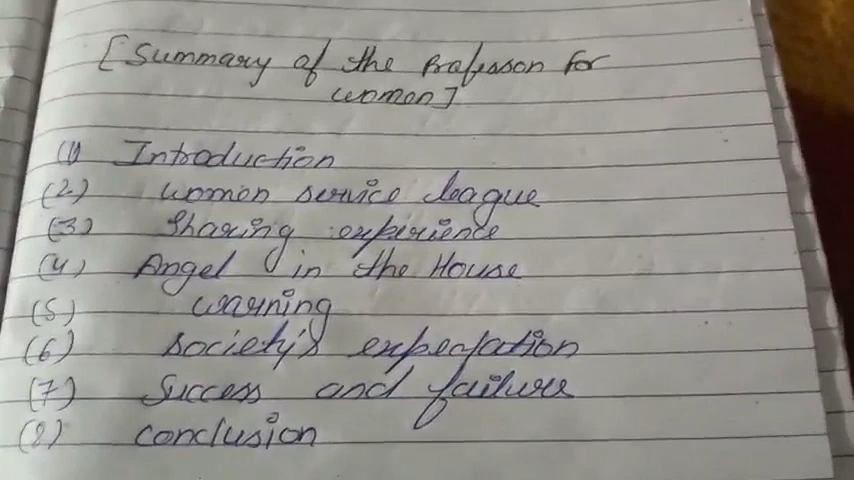 [Summary of the Profession for
women]
(1) Introduction
(2) women service league
(3) Sharing experience
(4) Angel in the House
(5) warning
(6) society's expectation
(7) Success and failure
(8) conclusion